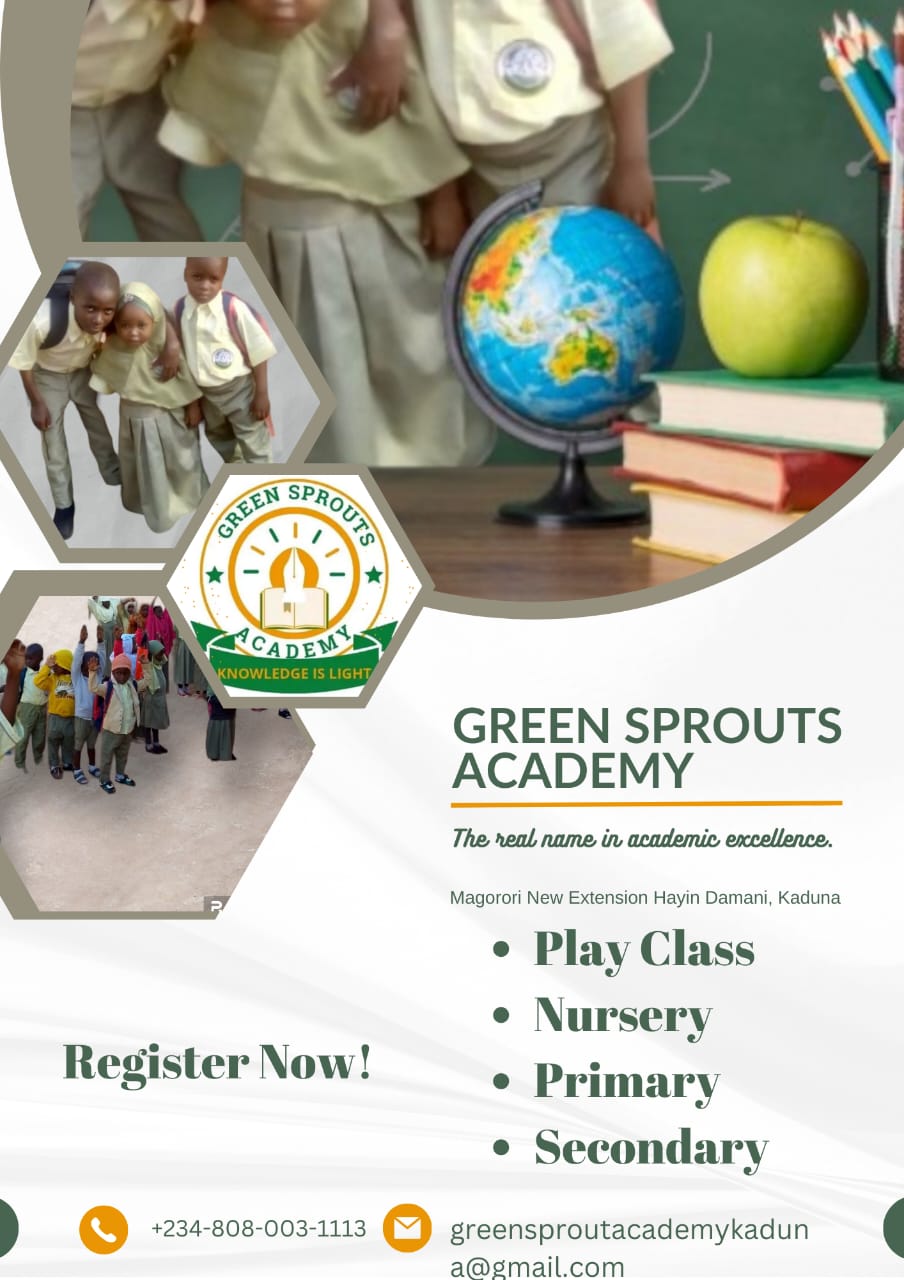 GREEN SPROUTS
ACADEMY
KNOWLEDGE IS LIGHT
GREEN SPROUTS
ACADEMY
The real name in academic excellence.
Magorori New Extension Hayin Damani, Kaduna
• Play Class
• Nursery
• Primary
• Secondary
Register Now!
+234-808-003-1113
greensproutacademykadun
a@gmail.com